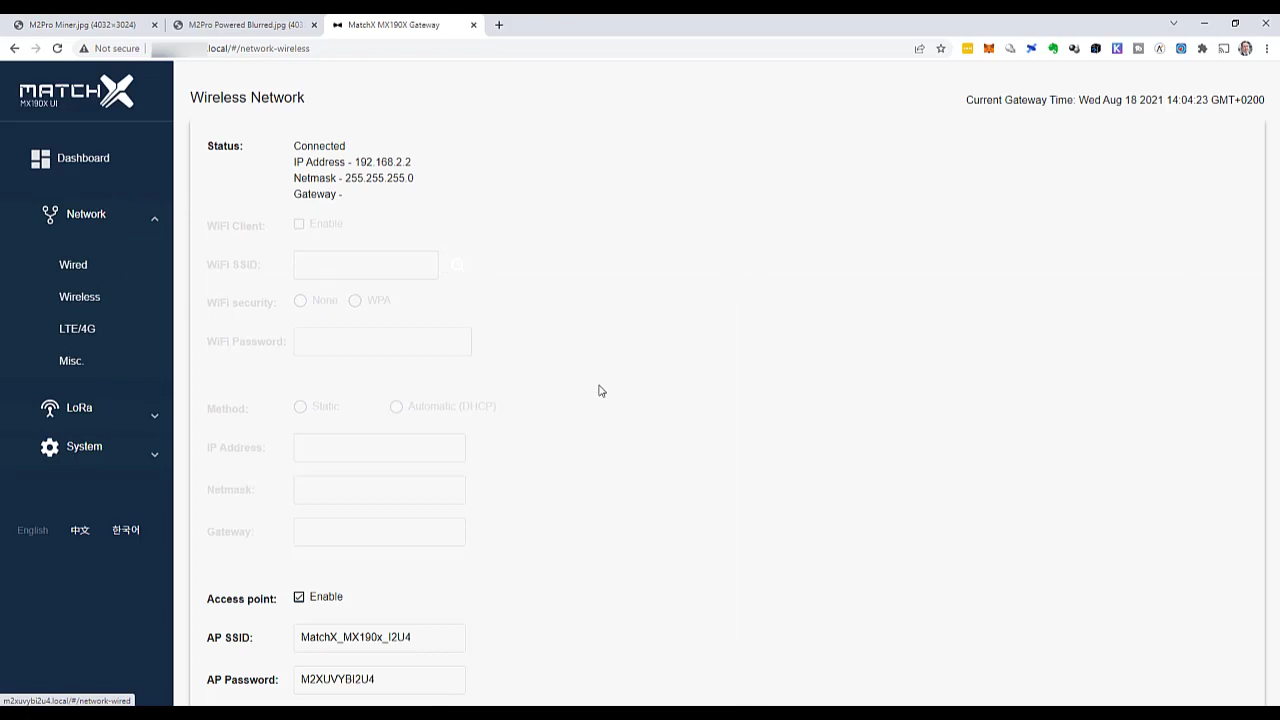 M2Pro Miner.jpg (4032×3024)
M2Pro Powered Blurred.jpg (403
MatchX MX190X Gateway
Not secure
.local/#/network-wireless
MATCHX
MX190X UI
Wireless Network
Current Gateway Time: Wed Aug 18 2021 14:04:23 GMT+0200
Dashboard
Network
Wired
Wireless
LTE/4G
Misc.
LoRa
System
English 中文 한국어
Status: Connected
IP Address - 192.168.2.2
Netmask - 255.255.255.0
Gateway -
WiFi Client: Enable
WiFi SSID:
WiFi security: None WPA
WiFi Password:
Method: Static Automatic (DHCP)
IP Address:
Netmask:
Gateway:
Access point: Enable
AP SSID: MatchX_MX190x_I2U4
AP Password: M2XUVYBI2U4
m2xuvybi2u4.local/#/network-wired